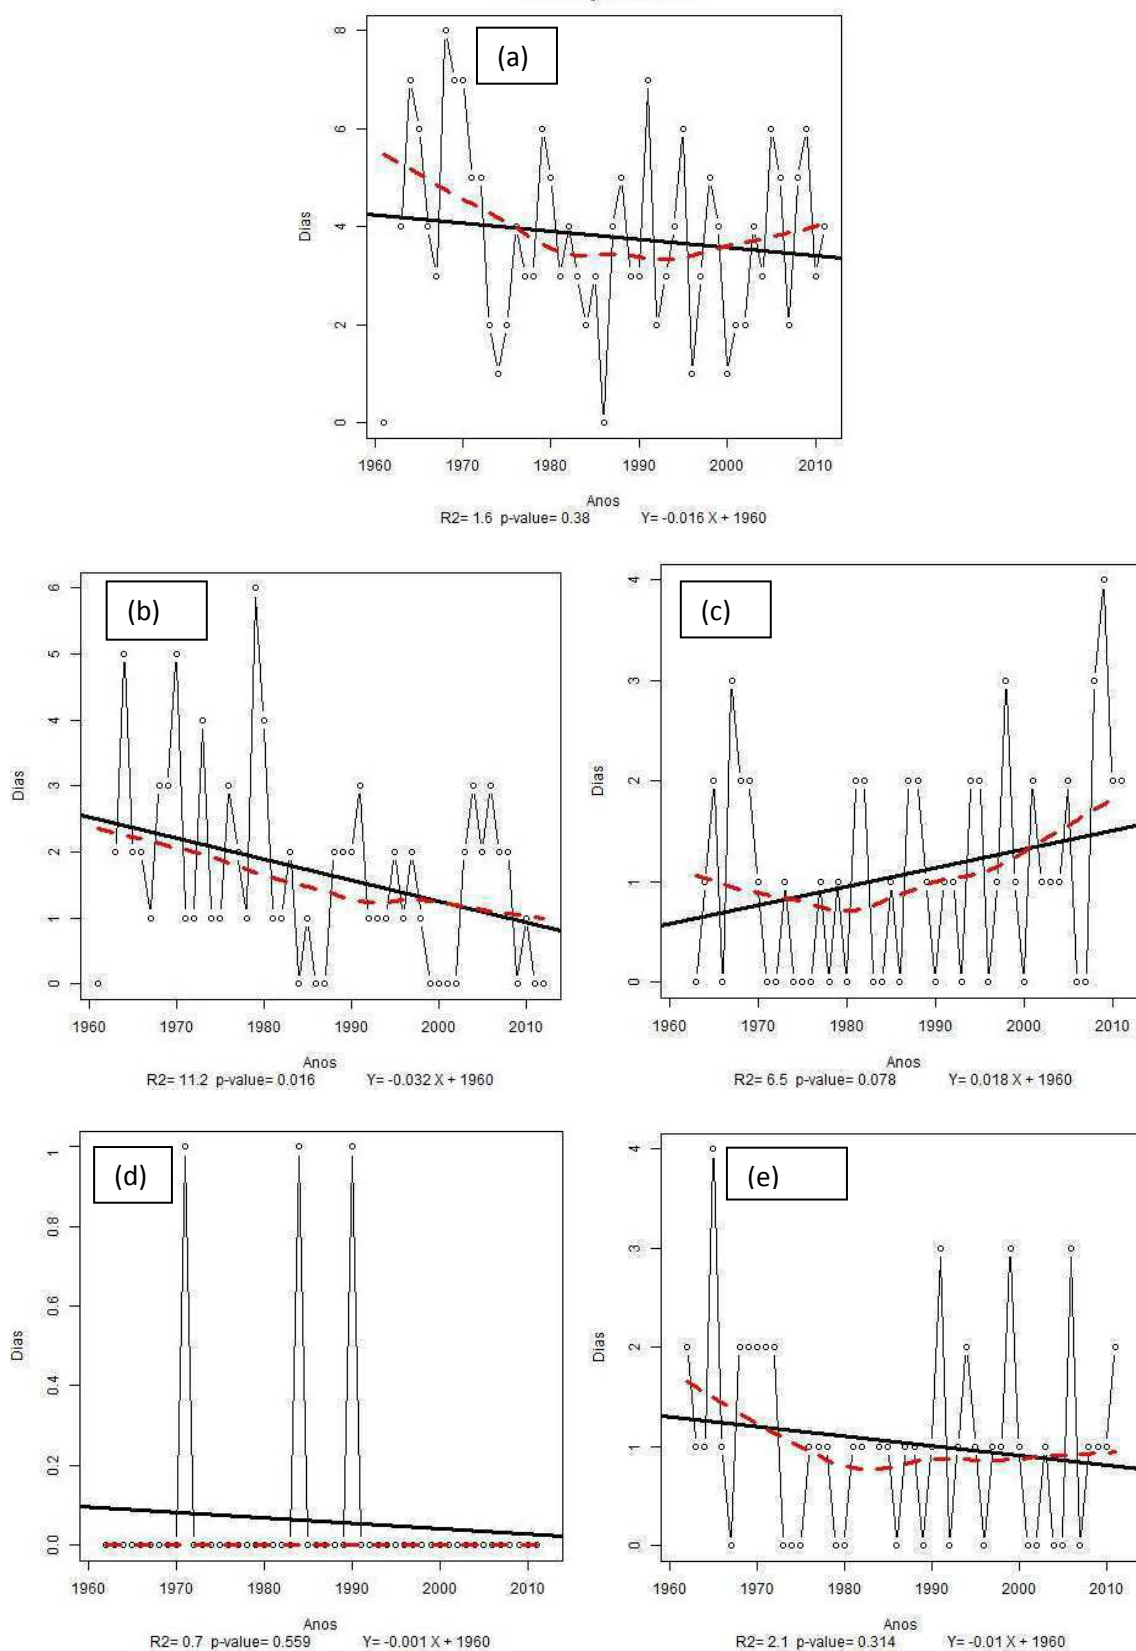 (a)
8
6
4
2
0
Dias
1960 1970 1980 1990 2000 2010
Anos
R2= 1.6 p-value= 0.38 Y= -0.016 X + 1960
(b)
6
5
4
3
2
1
0
Dias
1960 1970 1980 1990 2000 2010
Anos
R2= 11.2 p-value= 0.016 Y= -0.032 X + 1960
(c)
4
3
2
1
0
Dias
1960 1970 1980 1990 2000 2010
Anos
R2= 6.5 p-value= 0.078 Y= 0.018 X + 1960
(d)
1
0.8
0.6
0.4
0.2
0.0
Dias
1960 1970 1980 1990 2000 2010
Anos
R2= 0.7 p-value= 0.559 Y= -0.001 X + 1960
(e)
4
3
2
1
0
Dias
1960 1970 1980 1990 2000 2010
Anos
R2= 2.1 p-value= 0.314 Y= -0.01 X + 1960